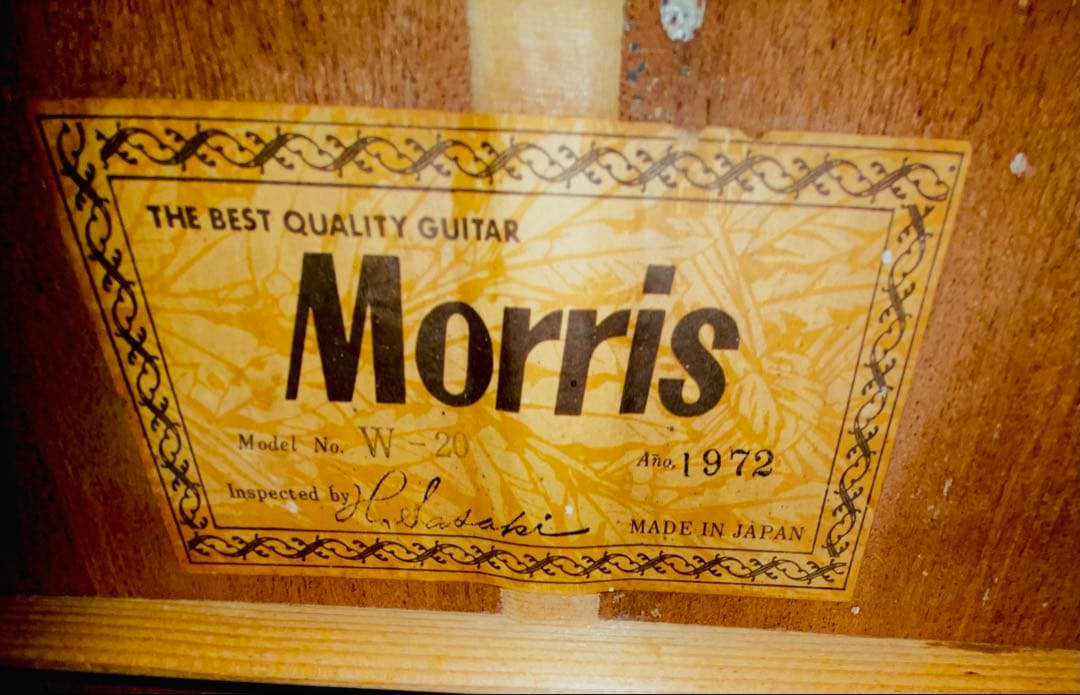 THE BEST QUALITY GUITAR
Morris
Model No. W-20
Año, 1972
Inspected by H. Sasaki
MADE IN JAPAN